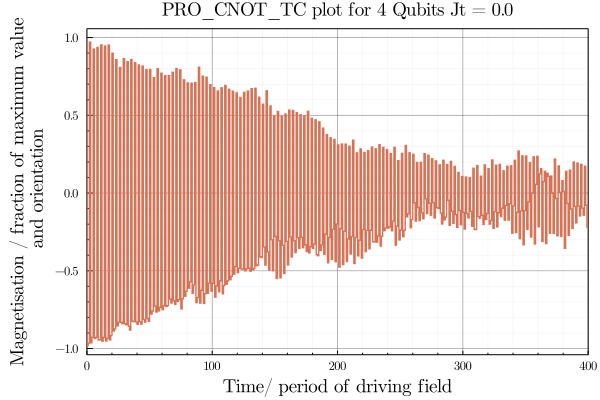 PRO_CNOT_TC plot for 4 Qubits Jt = 0.0
Magnetisation / fraction of maximum value
and orientation
1.0
0.5
0.0
−0.5
−1.0
0 100 200 300 400
Time/ period of driving field